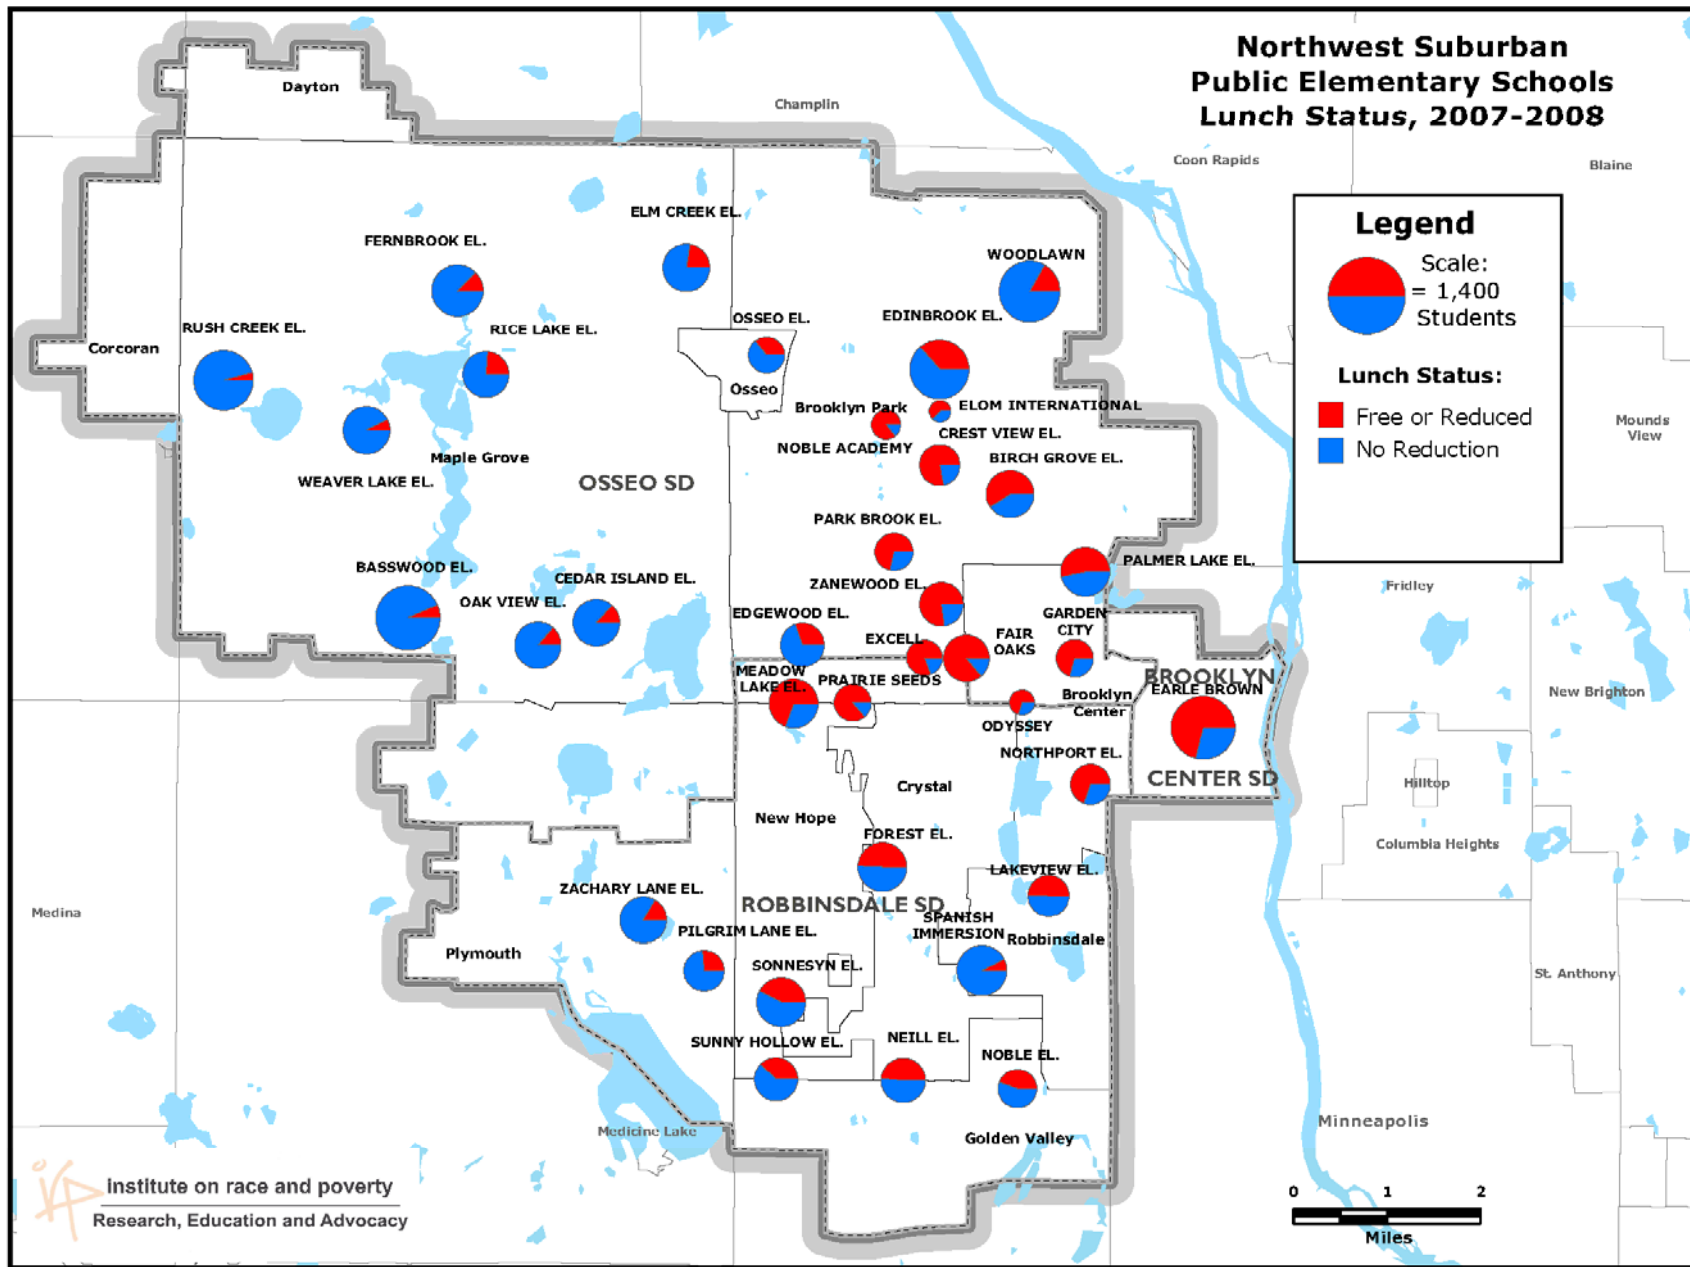 Northwest Suburban
Public Elementary Schools
Lunch Status, 2007-2008
Dayton
Champlin
Coon Rapids
Blaine
Legend
Scale:
= 1,400
Students
Lunch Status:
Free or Reduced
No Reduction
ELM CREEK EL.
FERNBROOK EL.
WOODLAWN
RUSH CREEK EL.
RICE LAKE EL.
OSSEO EL.
EDINBROOK EL.
Corcoran
Osseo
Brooklyn Park
ELOM INTERNATIONAL
NOBLE ACADEMY
CREST VIEW EL.
Mounds
View
Maple Grove
BIRCH GROVE EL.
WEAVER LAKE EL.
OSSEO SD
PARK BROOK EL.
BASSWOOD EL.
CEDAR ISLAND EL.
ZANEWOOD EL.
PALMER LAKE EL.
Fridley
OAK VIEW EL.
EDGEWOOD EL.
GARDEN
CITY
EXCELL
FAIR
OAKS
MEADOW
LAKE EL.
PRAIRIE SEEDS
BROOKLYN
EARLE BROWN
New Brighton
Brooklyn
Center
ODYSSEY
NORTHPORT EL.
CENTER SD
Hilltop
Crystal
New Hope
FOREST EL.
Columbia Heights
LAKEVIEW EL.
ZACHARY LANE EL.
ROBBINSDALE SD
Medina
SPANISH
IMMERSION
Robbinsdale
PILGRIM LANE EL.
Plymouth
SONNESYN EL.
St. Anthony
SUNNY HOLLOW EL.
NEILL EL.
NOBLE EL.
Medicine Lake
Golden Valley
Minneapolis
irp
institute on race and poverty
Research, Education and Advocacy
0 1 2
Miles